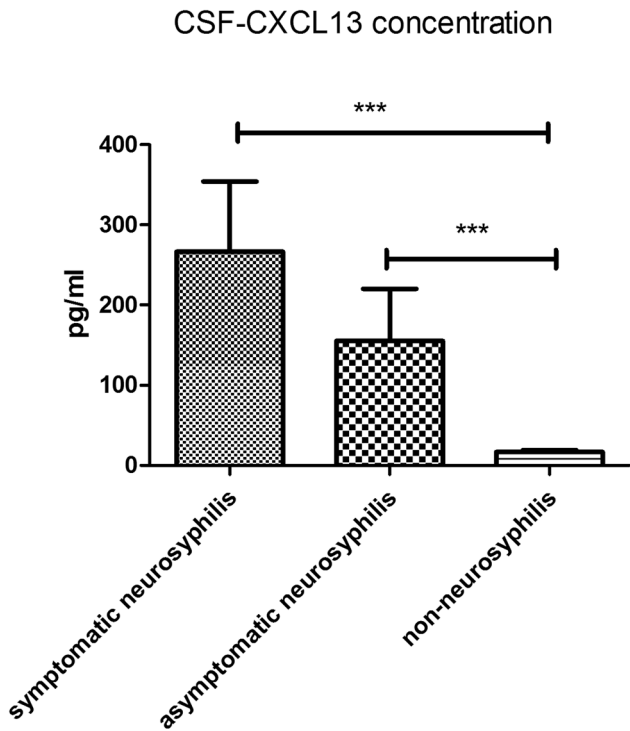 CSF-CXCL13 concentration
***
400
***
300
200
100
0
pg/ml
symptomatic neurosyphilis
asymptomatic neurosyphilis
non-neurosyphilis